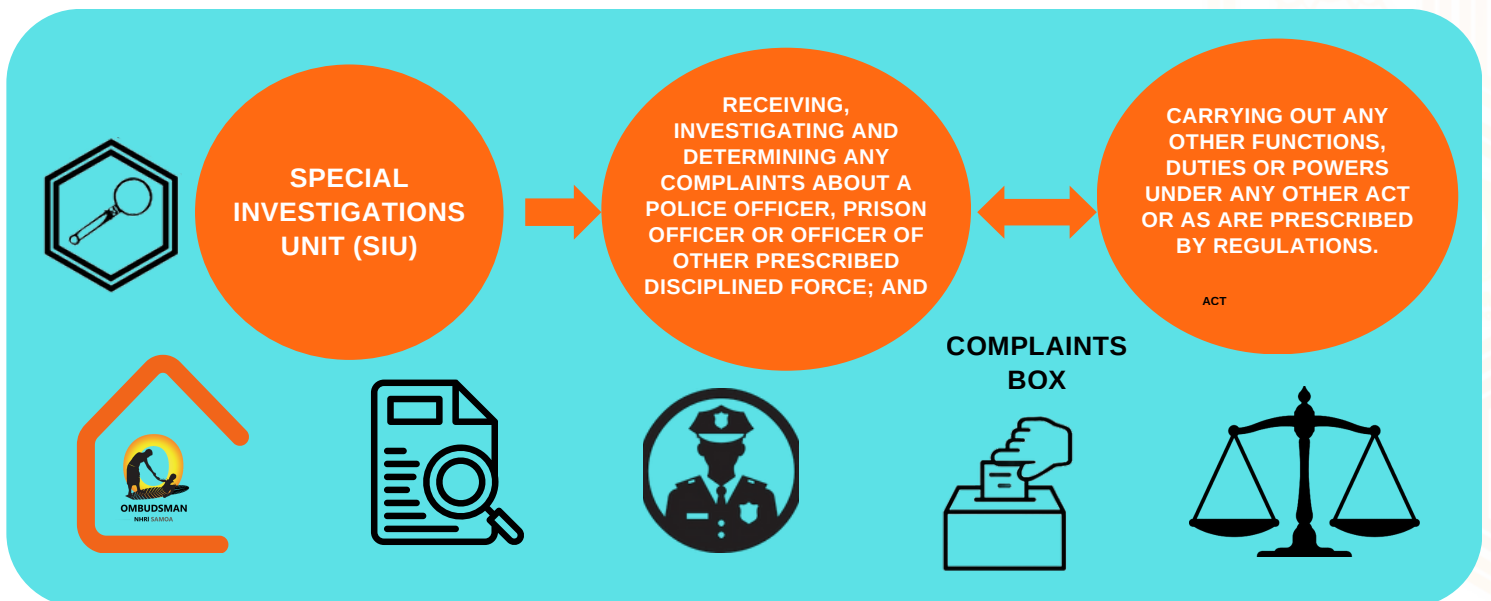 SPECIAL
INVESTIGATIONS
UNIT (SIU)
RECEIVING,
INVESTIGATING AND
DETERMINING ANY
COMPLAINTS ABOUT A
POLICE OFFICER, PRISON
OFFICER OR OFFICER OF
OTHER PRESCRIBED
DISCIPLINED FORCE; AND
CARRYING OUT ANY
OTHER FUNCTIONS,
DUTIES OR POWERS
UNDER ANY OTHER ACT
OR AS ARE PRESCRIBED
BY REGULATIONS.
ACT
COMPLAINTS
BOX
OMBUDSMAN
NHRI SAMOA